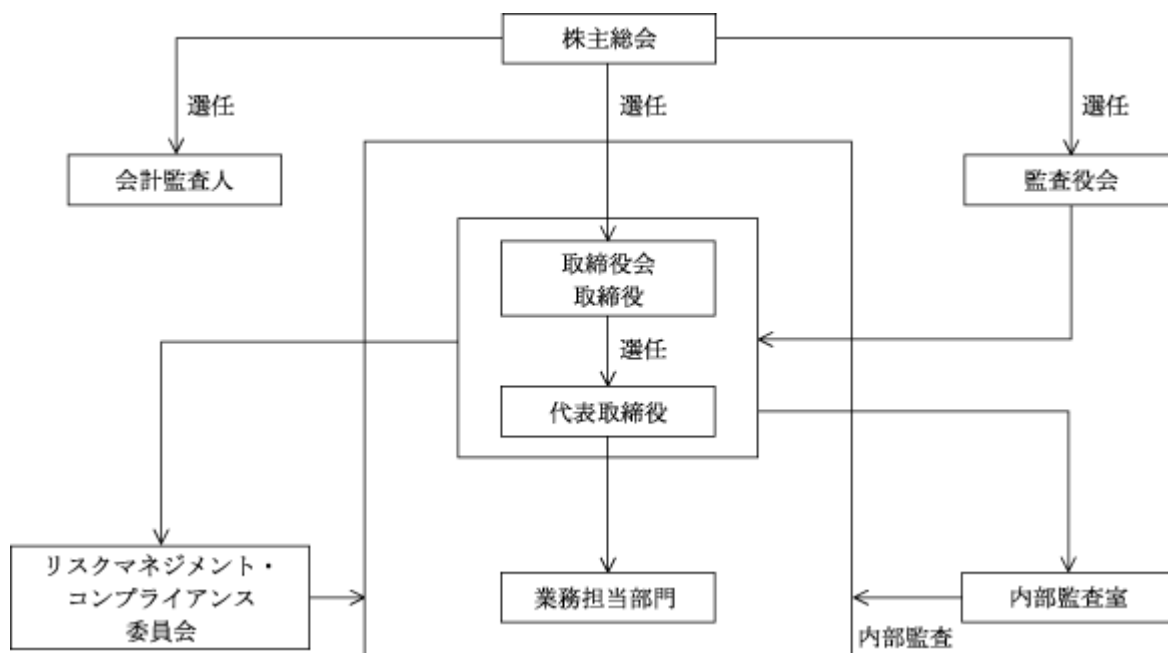 株主総会
選任
選任
選任
会計監査人
監査役会
取締役会
取締役
選任
代表取締役
リスクマネジメント・
コンプライアンス
委員会
業務担当部門
内部監査室
内部監査